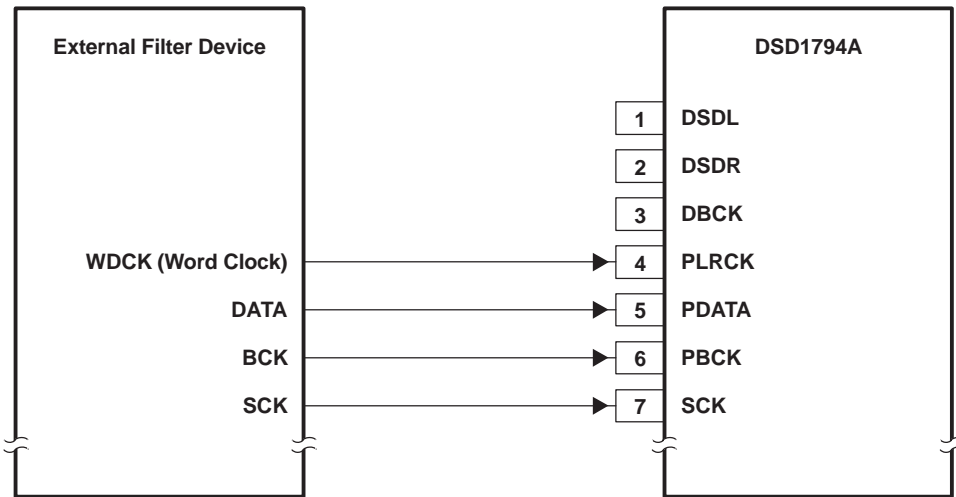 External Filter Device
DSD1794A
1 DSDL
2 DSDR
3 DBCK
WDCK (Word Clock) 4 PLRCK
DATA 5 PDATA
BCK 6 PBCK
SCK 7 SCK